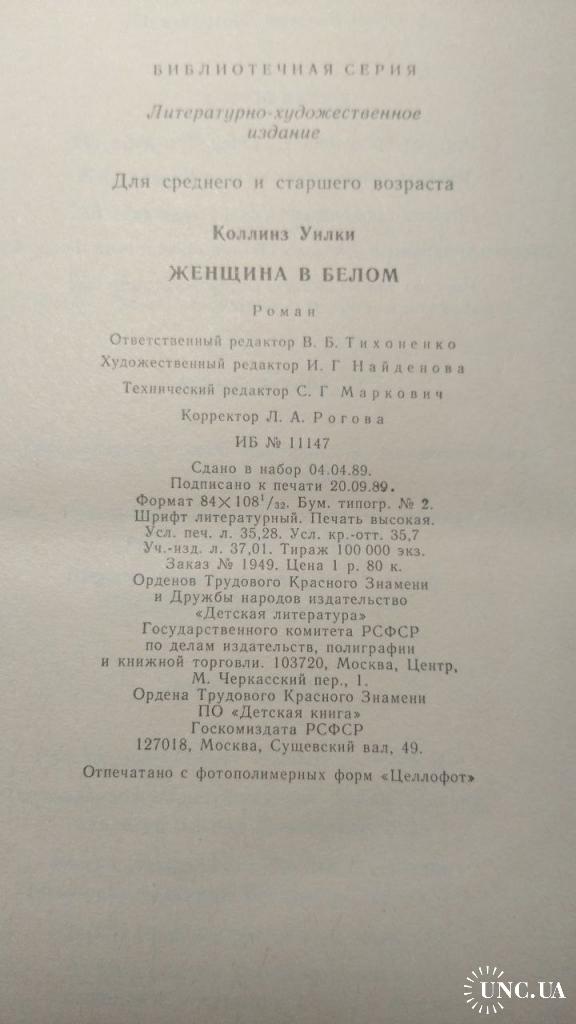 БИБЛИОТЕЧНАЯ СЕРИЯ
Литературно-художественное
издание
Для среднего и старшего возраста
Коллинз Уилки
ЖЕНЩИНА В БЕЛОМ
Роман
Ответственный редактор В. Б. Тихоненко
Художественный редактор И. Г Найденова
Технический редактор С. Г Маркович
Корректор Л. А. Рогова
ИБ № 11147
Сдано в набор 04.04.89.
Подписано к печати 20.09.89.
Формат 84×108¹/₃₂. Бум. типогр. № 2.
Шрифт литературный. Печать высокая.
Усл. печ. л. 35,28. Усл. кр.-отт. 35,7
Уч.-изд. л. 37,01. Тираж 100 000 экз.
Заказ № 1949. Цена 1 р. 80 к.
Орденов Трудового Красного Знамени
и Дружбы народов издательство
«Детская литература»
Государственного комитета РСФСР
по делам издательств, полиграфии
и книжной торговли. 103720, Москва, Центр,
М. Черкасский пер., 1.
Ордена Трудового Красного Знамени
ПО «Детская книга»
Госкомиздата РСФСР
127018, Москва, Сущевский вал, 49.
Отпечатано с фотополимерных форм «Целлофот»
UNC.UA